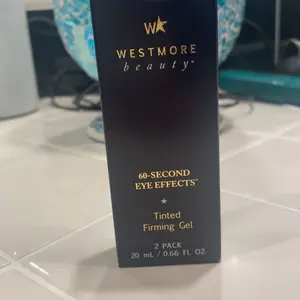 WESTMORE
beauty®
60-SECOND
EYE EFFECTS™
Tinted
Firming Gel
2 PACK
20 mL / 0.66 FL. OZ.